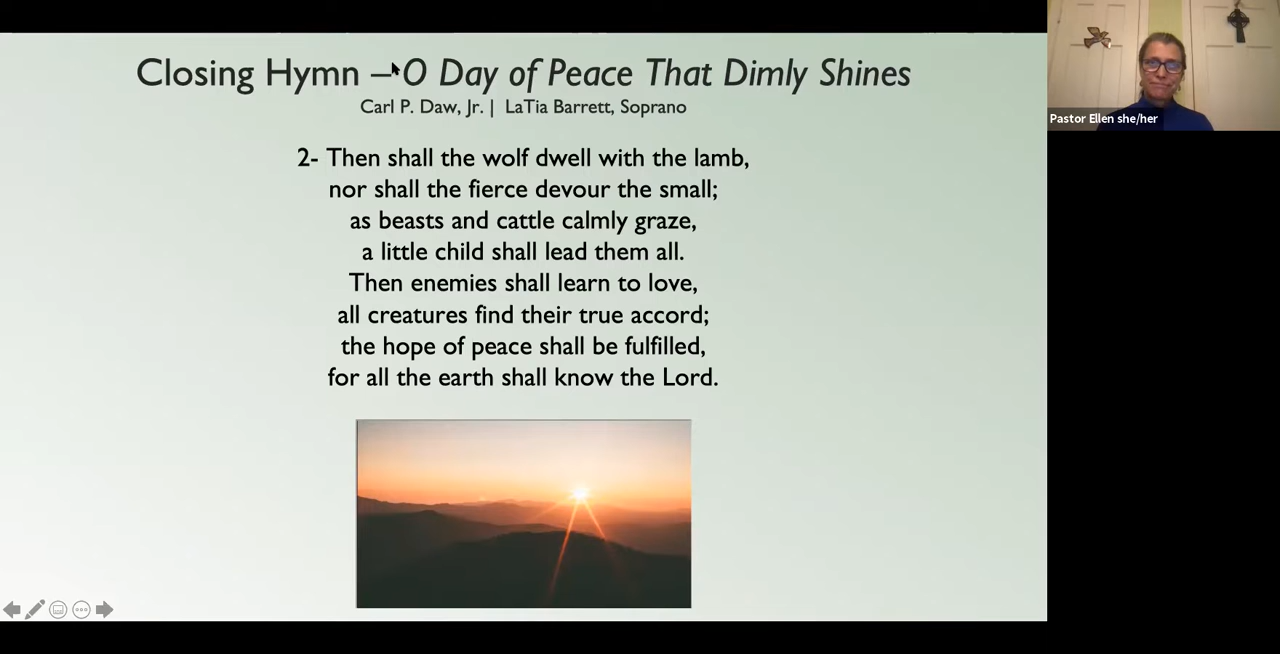 Closing Hymn – O Day of Peace That Dimly Shines
Carl P. Daw, Jr. | LaTia Barrett, Soprano
2- Then shall the wolf dwell with the lamb,
nor shall the fierce devour the small;
as beasts and cattle calmly graze,
a little child shall lead them all.
Then enemies shall learn to love,
all creatures find their true accord;
the hope of peace shall be fulfilled,
for all the earth shall know the Lord.
Pastor Ellen she/her